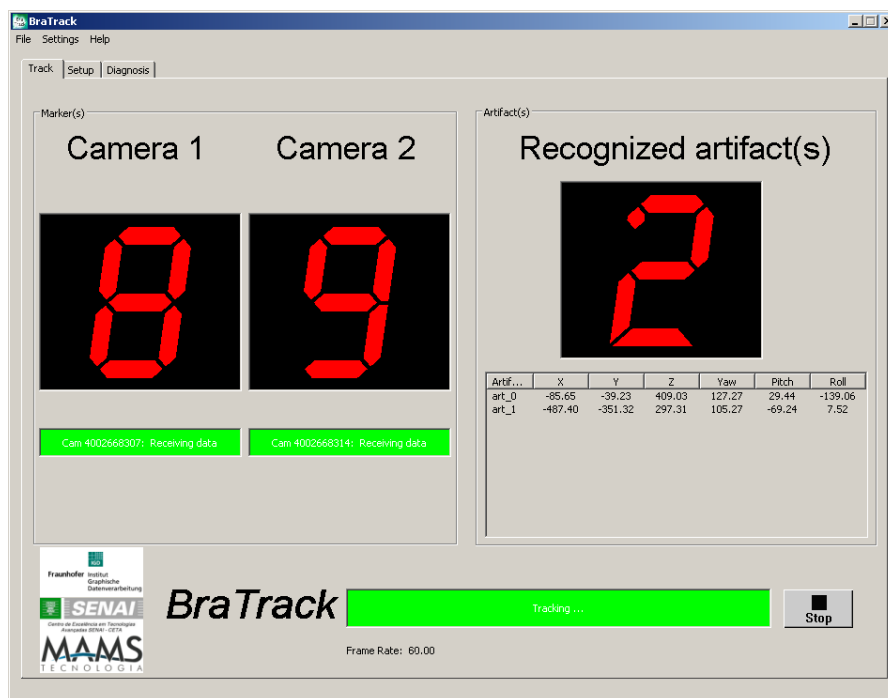 BraTrack
File Settings Help
Track Setup Diagnosis
Marker(s)
Camera 1 Camera 2
8 9
Cam 4002668307: Receiving data Cam 4002668314: Receiving data
Artifact(s)
Recognized artifact(s)
2
Artif... X Y Z Yaw Pitch Roll
art_0 -85.65 -39.23 409.03 127.27 29.44 -139.06
art_1 -487.40 -351.32 297.31 105.27 -69.24 7.52
IGD
Fraunhofer Institut
Graphische
Datenverarbeitung
SENAI
Centro de Excelência em Tecnologias
Avançadas SENAI - CETA
MAMS
TECNOLOGIA
BraTrack
Tracking ...
Stop
Frame Rate: 60.00